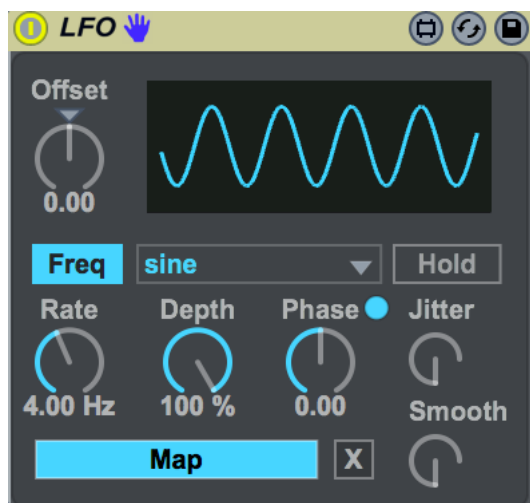 LFO
Offset
0.00
Freq sine Hold
Rate Depth Phase Jitter
4.00 Hz 100 % 0.00
Smooth
Map X